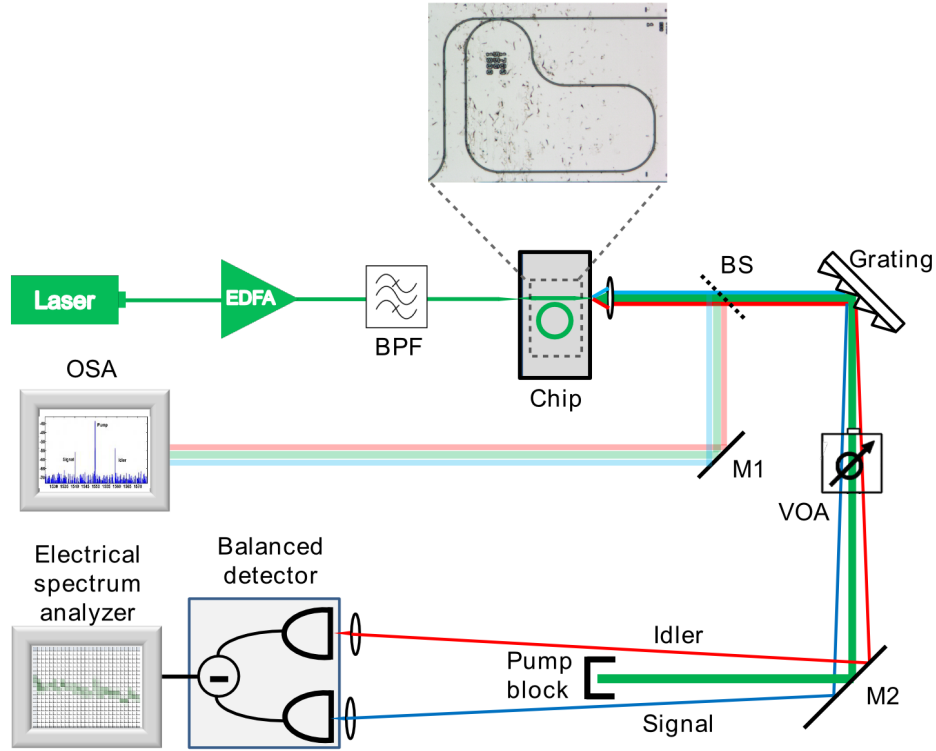 BS
Grating
Laser
EDFA
BPF
Chip
OSA
Pump
Signal
Idler
M1
VOA
Electrical
spectrum
analyzer
Balanced
detector
Idler
Pump
block
M2
Signal